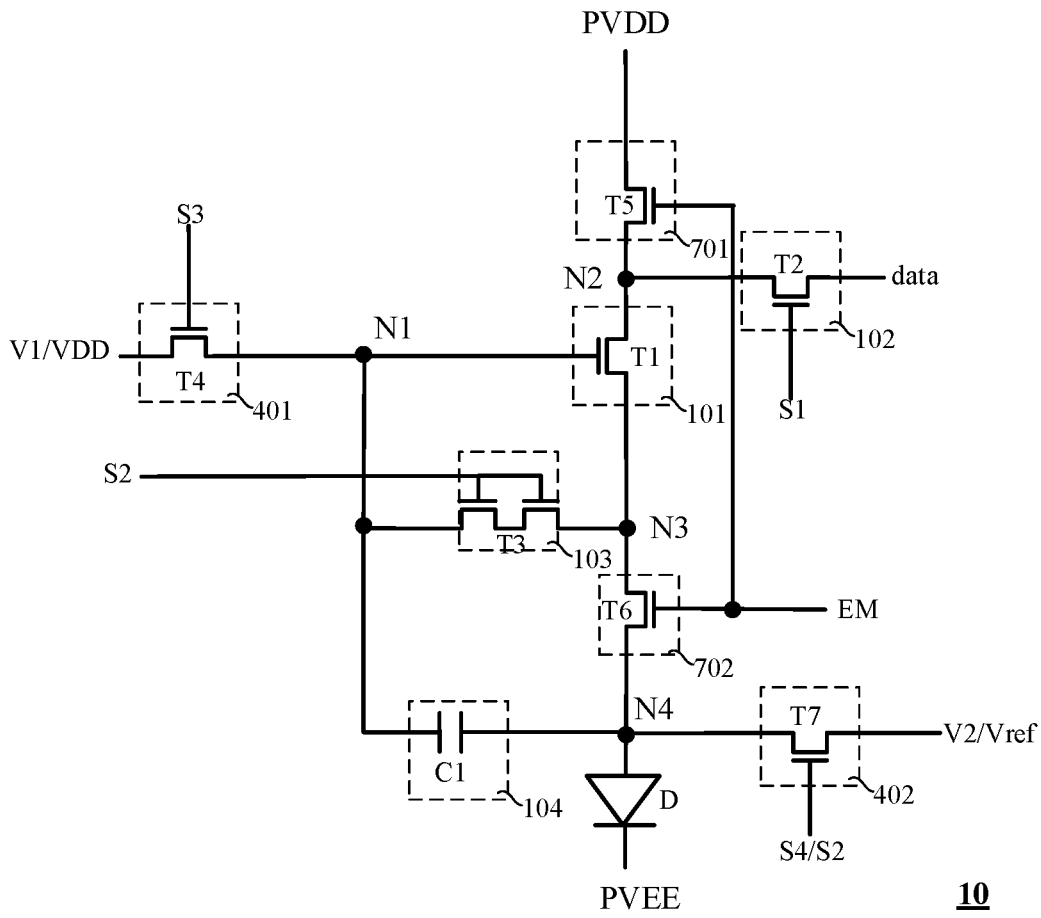 PVDD
T5
701
S3
N2
T2
data
102
V1/VDD
T4
401
N1
T1
101
S1
S2
T3
103
N3
T6
702
EM
N4
T7
V2/Vref
402
C1
104
D
S4/S2
PVEE
10